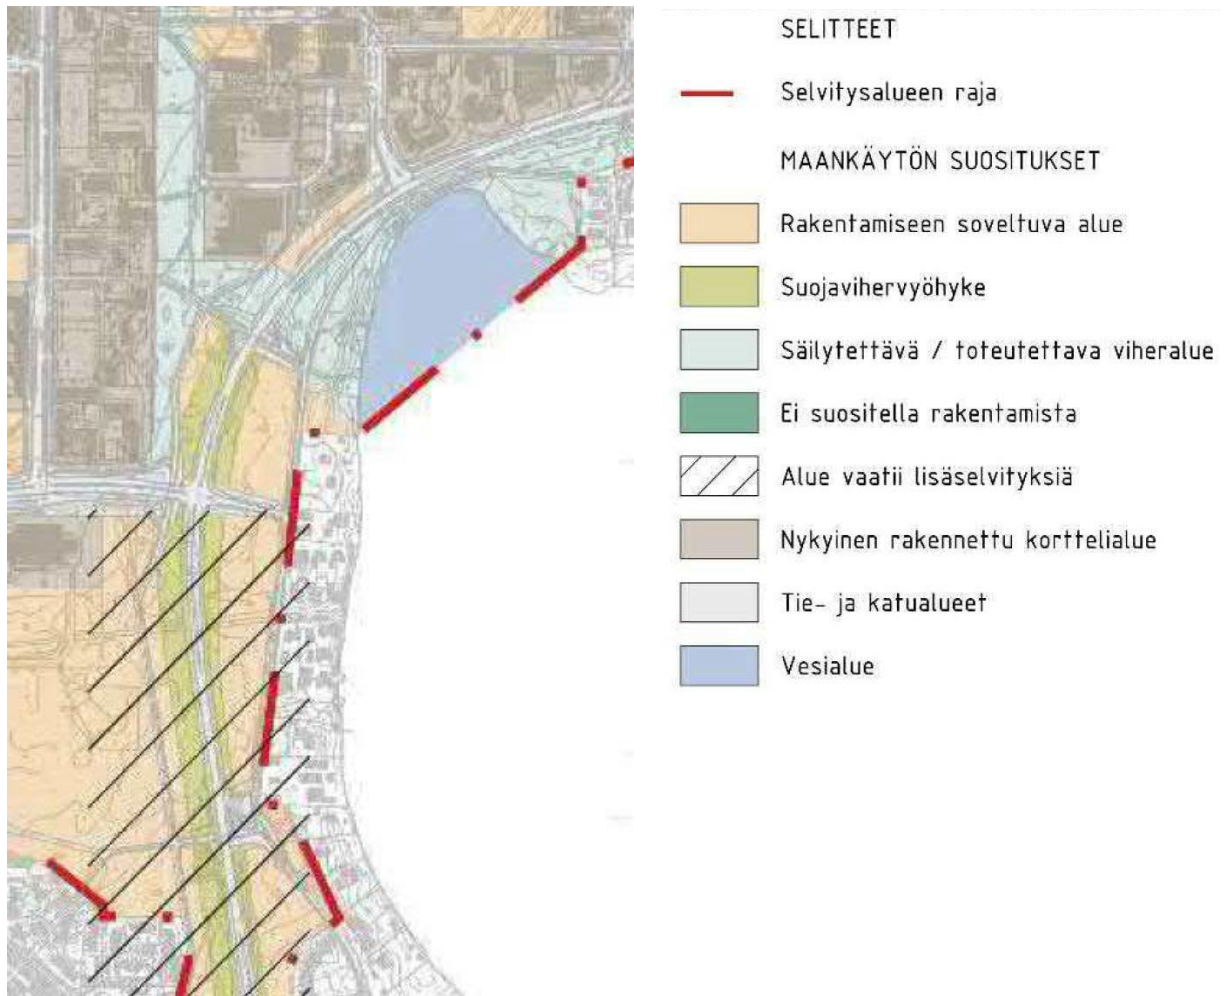 SELITTEET
Selvitysalueen raja
MAANKÄYTÖN SUOSITUKSET
Rakentamiseen soveltuva alue
Suojavihervyöhyke
Säilytettävä / toteutettava viheralue
Ei suositella rakentamista
Alue vaatii lisäselvityksiä
Nykyinen rakennettu korttelialue
Tie- ja katualueet
Vesialue